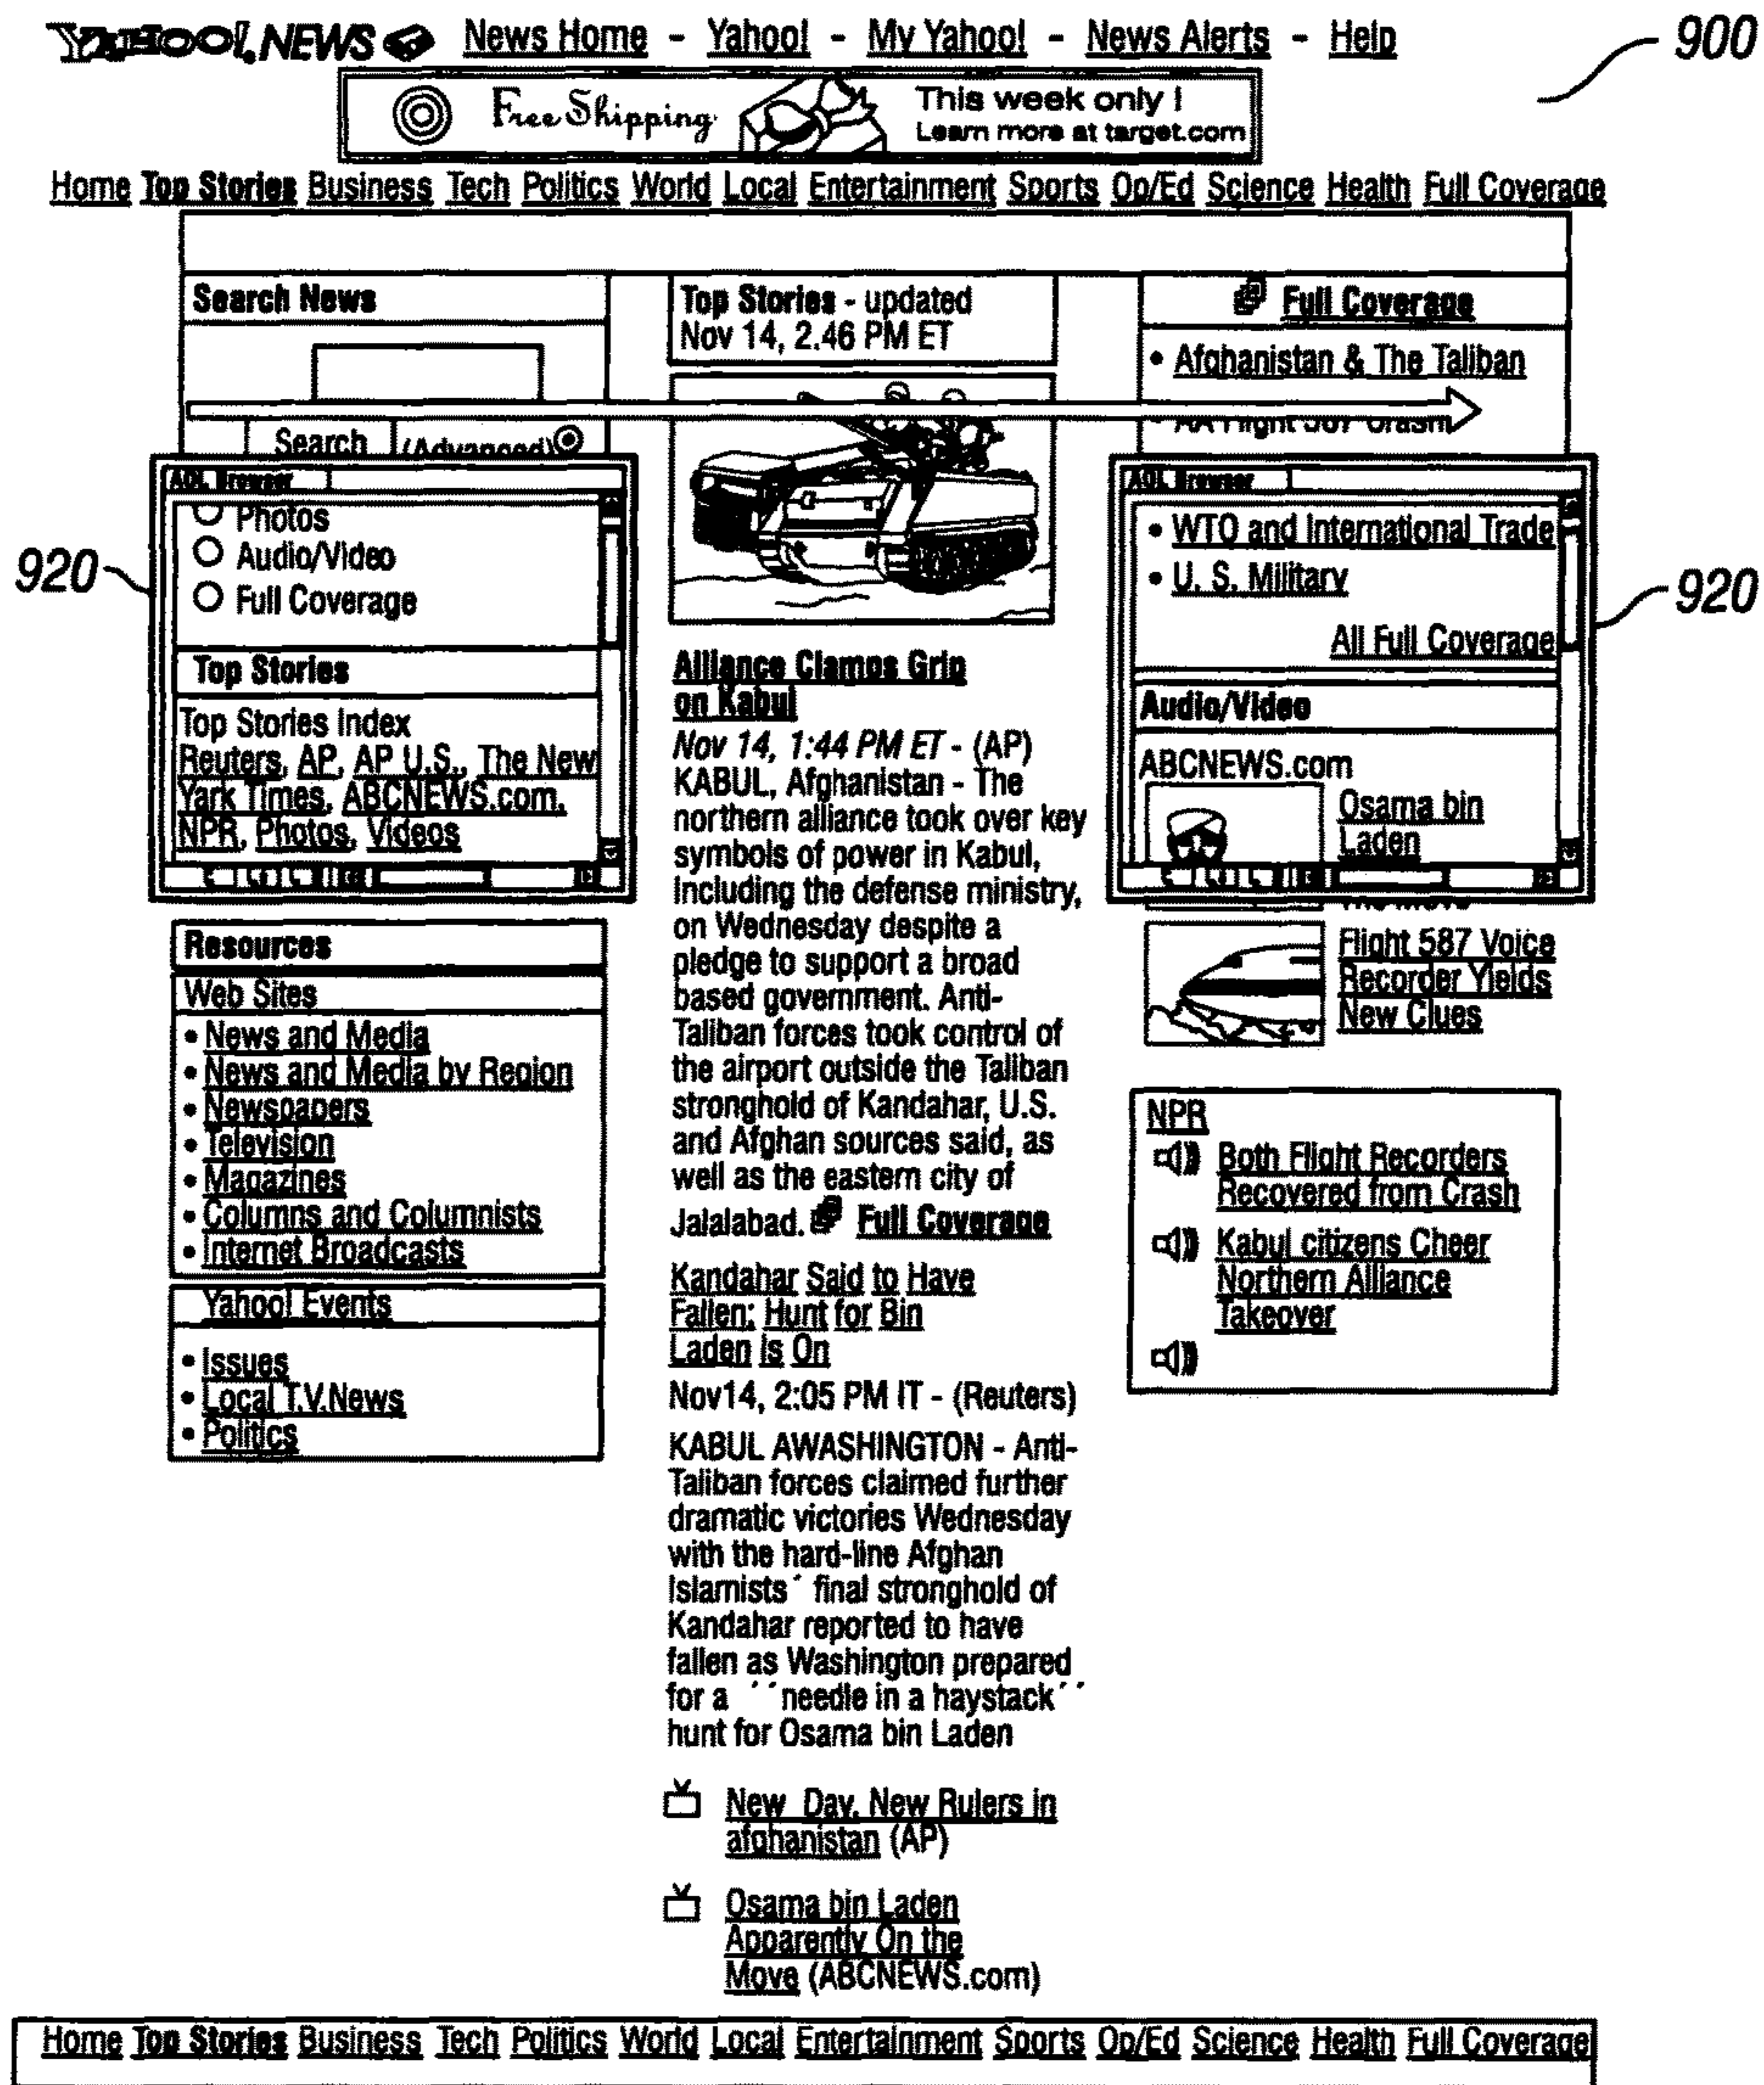 YAHOO! NEWS News Home - Yahoo! - My Yahoo! - News Alerts - Help
900
Free Shipping This week only!
Learn more at target.com
Home Top Stories Business Tech Politics World Local Entertainment Sports Op/Ed Science Health Full Coverage
Search News
Search (Advanced)
AOL Browser
Photos
Audio/Video
Full Coverage
920
Top Stories
Top Stories Index
Reuters, AP, AP U.S., The New
Yark Times, ABCNEWS.com,
NPR, Photos, Videos
Resources
Web Sites
• News and Media
• News and Media by Region
• Newspapers
• Television
• Magazines
• Columns and Columnists
• Internet Broadcasts
Yahoo! Events
• Issues
• Local T.V.News
• Politics
Top Stories - updated
Nov 14, 2.46 PM ET
Alliance Clamps Grip
on Kabul
Nov 14, 1:44 PM ET - (AP)
KABUL, Afghanistan - The
northern alliance took over key
symbols of power in Kabul,
including the defense ministry,
on Wednesday despite a
pledge to support a broad
based government. Anti-
Taliban forces took control of
the airport outside the Taliban
stronghold of Kandahar, U.S.
and Afghan sources said, as
well as the eastern city of
Jalalabad. Full Coverage
Kandahar Said to Have
Fallen; Hunt for Bin
Laden is On
Nov14, 2:05 PM IT - (Reuters)
KABUL AWASHINGTON - Anti-
Taliban forces claimed further
dramatic victories Wednesday
with the hard-line Afghan
Islamists´ final stronghold of
Kandahar reported to have
fallen as Washington prepared
for a ´´needle in a haystack´´
hunt for Osama bin Laden
New Day, New Rulers in
afghanistan (AP)
Osama bin Laden
Apparently On the
Move (ABCNEWS.com)
Full Coverage
• Afghanistan & The Taliban
• AA Flight 587 Crash
AOL Browser
• WTO and International Trade
• U. S. Military
920
All Full Coverage
Audio/Video
ABCNEWS.com
Osama bin
Laden
Flight 587 Voice
Recorder Yields
New Clues
NPR
Both Flight Recorders
Recovered from Crash
Kabul citizens Cheer
Northern Alliance
Takeover
Home Top Stories Business Tech Politics World Local Entertainment Sports Op/Ed Science Health Full Coverage